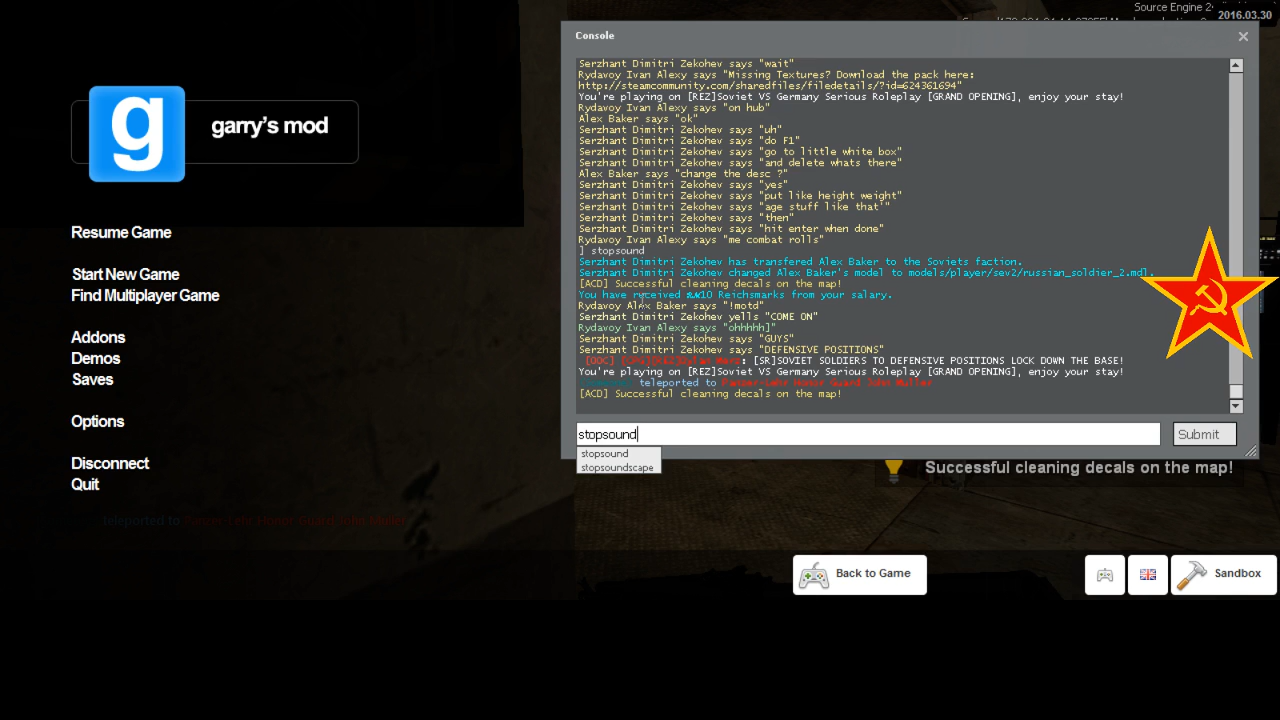 Source Engine 2
2016.03.30
g
garry's mod
Resume Game
Start New Game
Find Multiplayer Game
Addons
Demos
Saves
Options
Disconnect
Quit
teleported to Panzer-Lehr Honor Guard John Muller
Console
Serzhant Dimitri Zekohev says "wait"
Rydavoy Ivan Alexy says "Missing Textures? Download the pack here:
http://steamcommunity.com/sharedfiles/filedetails/?id=624361694"
You're playing on [REZ]Soviet VS Germany Serious Roleplay [GRAND OPENING], enjoy your stay!
Rydavoy Ivan Alexy says "on hub"
Alex Baker says "ok"
Serzhant Dimitri Zekohev says "uh"
Serzhant Dimitri Zekohev says "do F1"
Serzhant Dimitri Zekohev says "go to little white box"
Serzhant Dimitri Zekohev says "and delete whats there"
Alex Baker says "change the desc ?"
Serzhant Dimitri Zekohev says "yes"
Serzhant Dimitri Zekohev says "put like height weight"
Serzhant Dimitri Zekohev says "age stuff like that'"
Serzhant Dimitri Zekohev says "then"
Serzhant Dimitri Zekohev says "hit enter when done"
Rydavoy Ivan Alexy says "me combat rolls"
] stopsound
Serzhant Dimitri Zekohev has transfered Alex Baker to the Soviets faction.
Serzhant Dimitri Zekohev changed Alex Baker's model to models/player/sev2/russian_soldier_2.mdl.
[ACD] Successful cleaning decals on the map!
You have received 10 Reichsmarks from your salary.
Rydavoy Alex Baker says "!motd"
Serzhant Dimitri Zekohev yells "COME ON"
Rydavoy Ivan Alexy says "ohhhhh]"
Serzhant Dimitri Zekohev says "GUYS"
Serzhant Dimitri Zekohev says "DEFENSIVE POSITIONS"
[OOC] : [SR]SOVIET SOLDIERS TO DEFENSIVE POSITIONS LOCK DOWN THE BASE!
You're playing on [REZ]Soviet VS Germany Serious Roleplay [GRAND OPENING], enjoy your stay!
teleported to Panzer-Lehr Honor Guard John Muller
[ACD] Successful cleaning decals on the map!
stopsound
Submit
stopsound
stopsoundscape
Successful cleaning decals on the map!
Back to Game
Sandbox